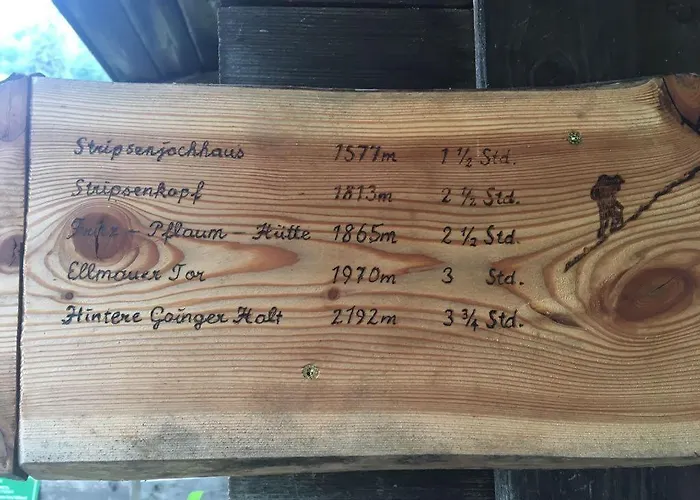 Stripsenjochhaus 1577m 1 ½ Std.
Stripsenkopf 1813m 2 ½ Std.
Fritz - Pflaum - Hütte 1865m 2 ½ Std.
Ellmauer Tor 1970m 3 Std.
Hintere Goinger Halt 2192m 3 ¾ Std.